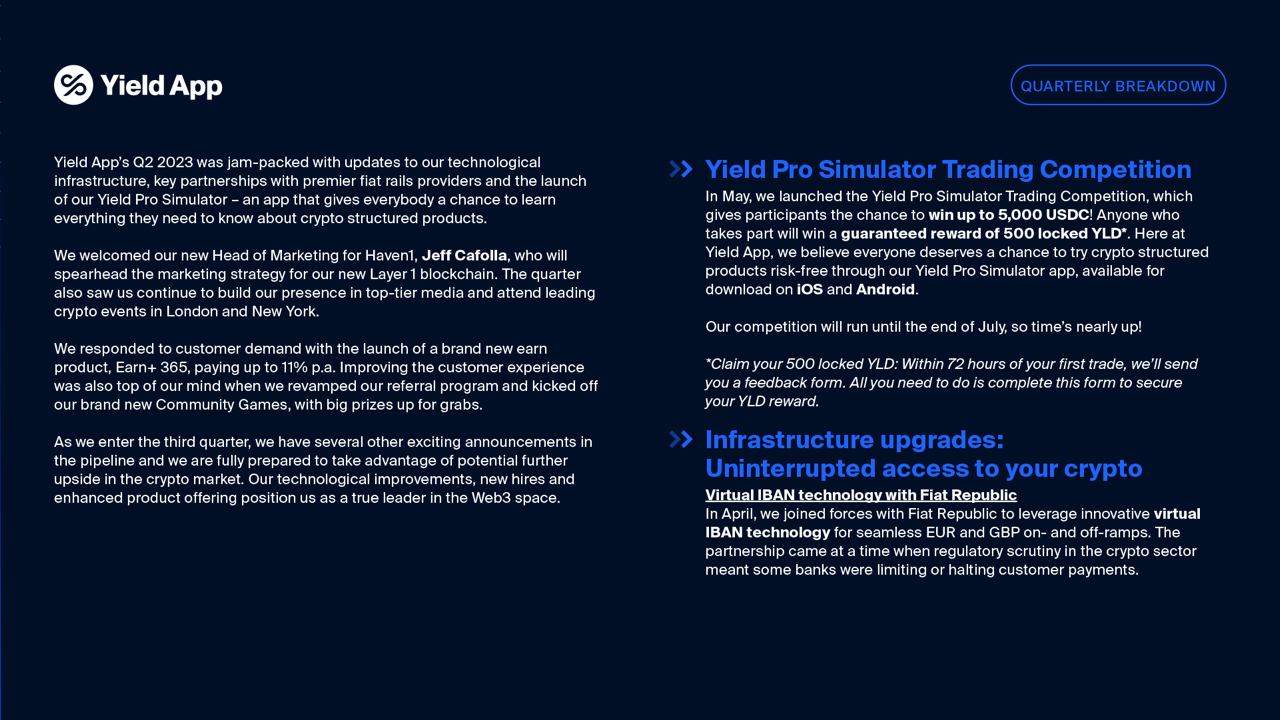 Yield App
QUARTERLY BREAKDOWN
Yield App's Q2 2023 was jam-packed with updates to our technological
infrastructure, key partnerships with premier fiat rails providers and the launch
of our Yield Pro Simulator – an app that gives everybody a chance to learn
everything they need to know about crypto structured products.
We welcomed our new Head of Marketing for Haven1, Jeff Cafolla, who will
spearhead the marketing strategy for our new Layer 1 blockchain. The quarter
also saw us continue to build our presence in top-tier media and attend leading
crypto events in London and New York.
We responded to customer demand with the launch of a brand new earn
product, Earn+ 365, paying up to 11% p.a. Improving the customer experience
was also top of our mind when we revamped our referral program and kicked off
our brand new Community Games, with big prizes up for grabs.
As we enter the third quarter, we have several other exciting announcements in
the pipeline and we are fully prepared to take advantage of potential further
upside in the crypto market. Our technological improvements, new hires and
enhanced product offering position us as a true leader in the Web3 space.
Yield Pro Simulator Trading Competition
In May, we launched the Yield Pro Simulator Trading Competition, which
gives participants the chance to win up to 5,000 USDC! Anyone who
takes part will win a guaranteed reward of 500 locked YLD*. Here at
Yield App, we believe everyone deserves a chance to try crypto structured
products risk-free through our Yield Pro Simulator app, available for
download on iOS and Android.
Our competition will run until the end of July, so time's nearly up!
*Claim your 500 locked YLD: Within 72 hours of your first trade, we'll send
you a feedback form. All you need to do is complete this form to secure
your YLD reward.
Infrastructure upgrades:
Uninterrupted access to your crypto
Virtual IBAN technology with Fiat Republic
In April, we joined forces with Fiat Republic to leverage innovative virtual
IBAN technology for seamless EUR and GBP on- and off-ramps. The
partnership came at a time when regulatory scrutiny in the crypto sector
meant some banks were limiting or halting customer payments.